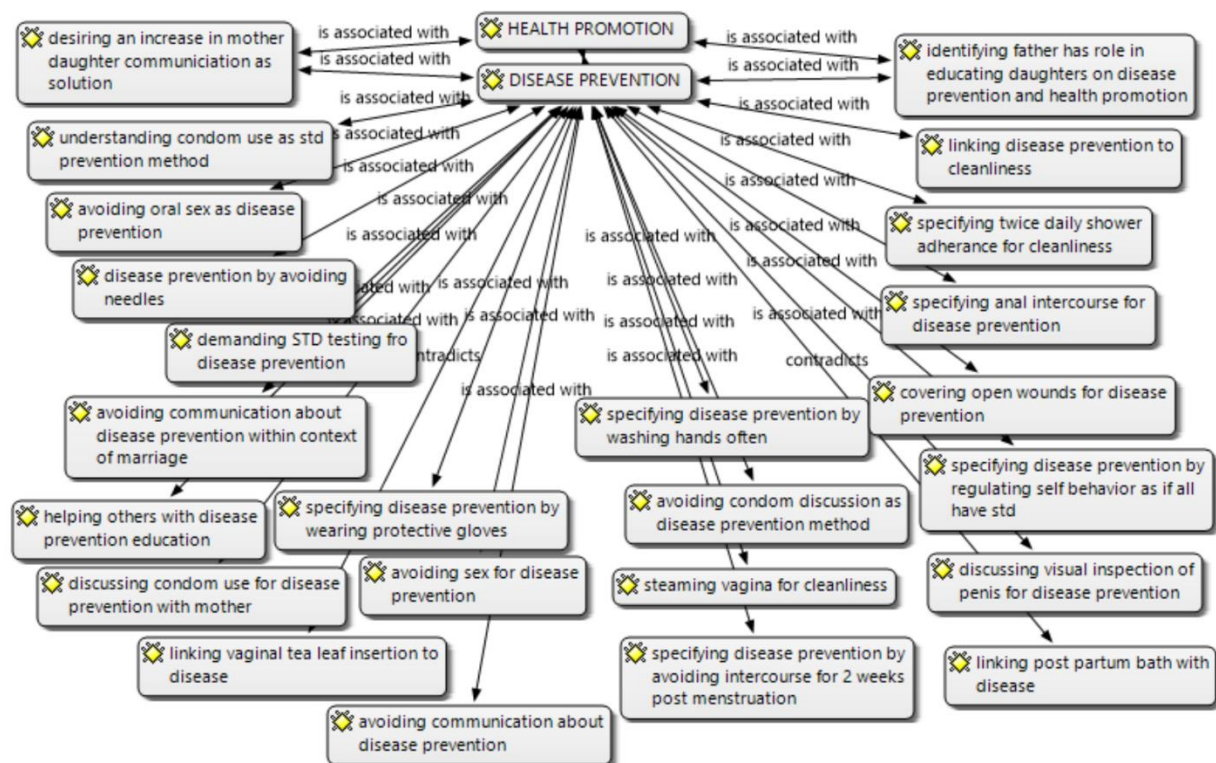 HEALTH PROMOTION
DISEASE PREVENTION
desiring an increase in mother
daughter communiciation as
solution
is associated with
is associated with
is associated with
is associated with
identifying father has role in
educating daughters on disease
prevention and health promotion
understanding condom use as std
prevention method
is associated with
is associated with
linking disease prevention to
cleanliness
avoiding oral sex as disease
prevention
is associated with
is associated with
specifying twice daily shower
adherance for cleanliness
disease prevention by avoiding
needles
is associated with
is associated with
specifying anal intercourse for
disease prevention
is associated with
is associated with
is associated with
is associated with
demanding STD testing fro
disease prevention
is associated with
is associated with
is associated with
is associated with
covering open wounds for disease
prevention
is associated with
is associated with
is associated with
is associated with
avoiding communication about
disease prevention within context
of marriage
contradicts
is associated with
is associated with
contradicts
specifying disease prevention by
washing hands often
specifying disease prevention by
regulating self behavior as if all
have std
helping others with disease
prevention education
specifying disease prevention by
wearing protective gloves
avoiding condom discussion as
disease prevention method
discussing condom use for disease
prevention with mother
avoiding sex for disease
prevention
steaming vagina for cleanliness
discussing visual inspection of
penis for disease prevention
linking vaginal tea leaf insertion to
disease
specifying disease prevention by
avoiding intercourse for 2 weeks
post menstruation
linking post partum bath with
disease
avoiding communication about
disease prevention